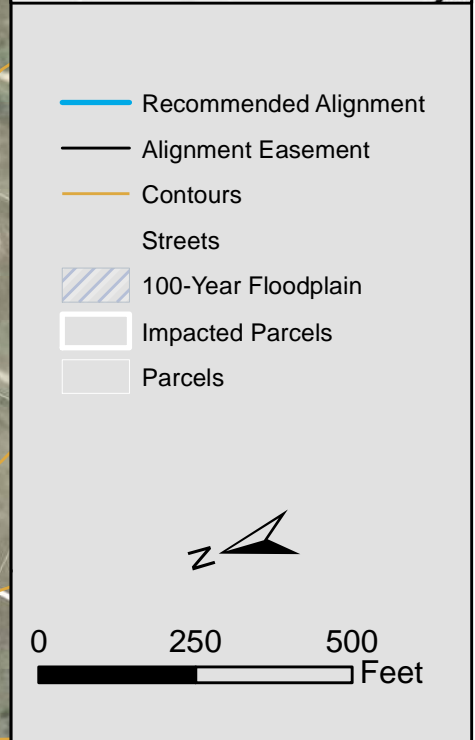 Recommended Alignment
Alignment Easement
Contours
Streets
100-Year Floodplain
Impacted Parcels
Parcels
N
0 250 500
Feet